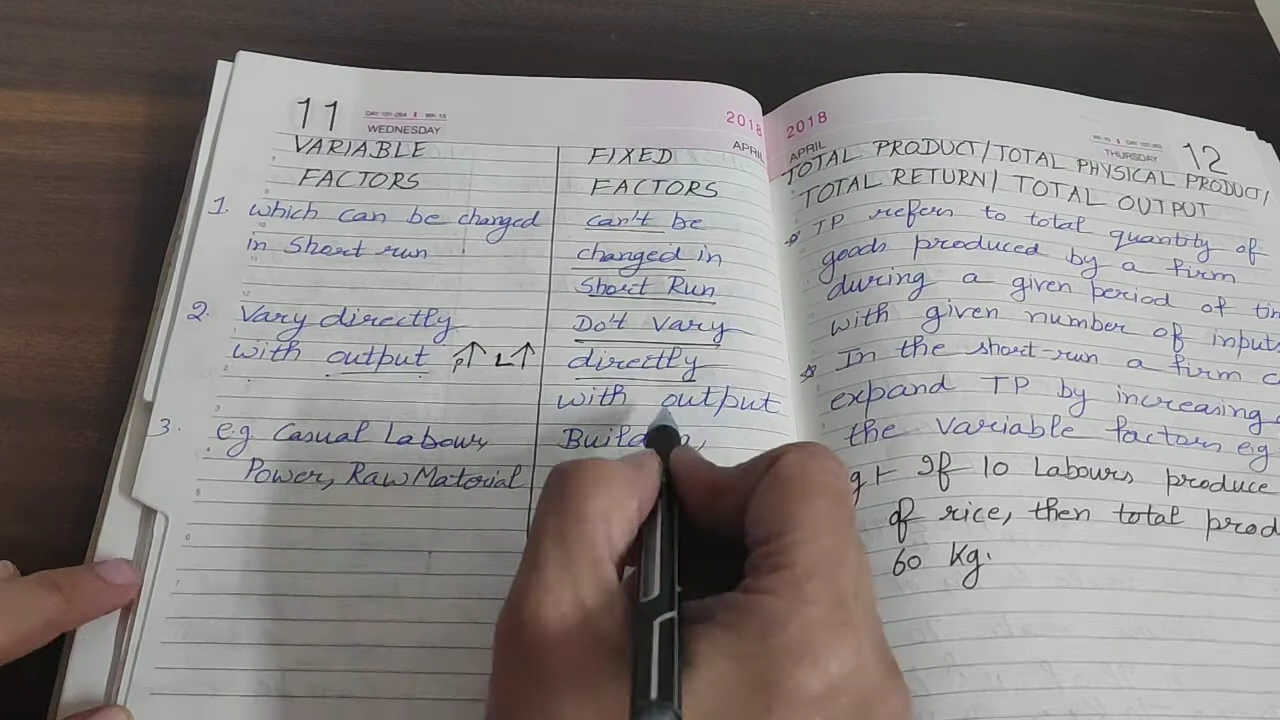 11
WEDNESDAY
2018
APRIL
VARIABLE
FACTORS
FIXED
FACTORS
1. which can be changed
in Short run
can't be
changed in
Short Run
2. Vary directly
with output P↑ L↑
Do't Vary
directly
with output
3. e.g Casual Labour,
Power, Raw Material
2018
APRIL
THURSDAY
12
TOTAL PRODUCT/TOTAL PHYSICAL PRODUCT/
TOTAL RETURN/ TOTAL OUTPUT
TP refers to total quantity of
goods produced by a firm
during a given period of
with given number of inputs
In the short-run a firm
expand TP by increasing
the variable factors eg
If 10 Labours produce
of rice, then total
60 Kg.